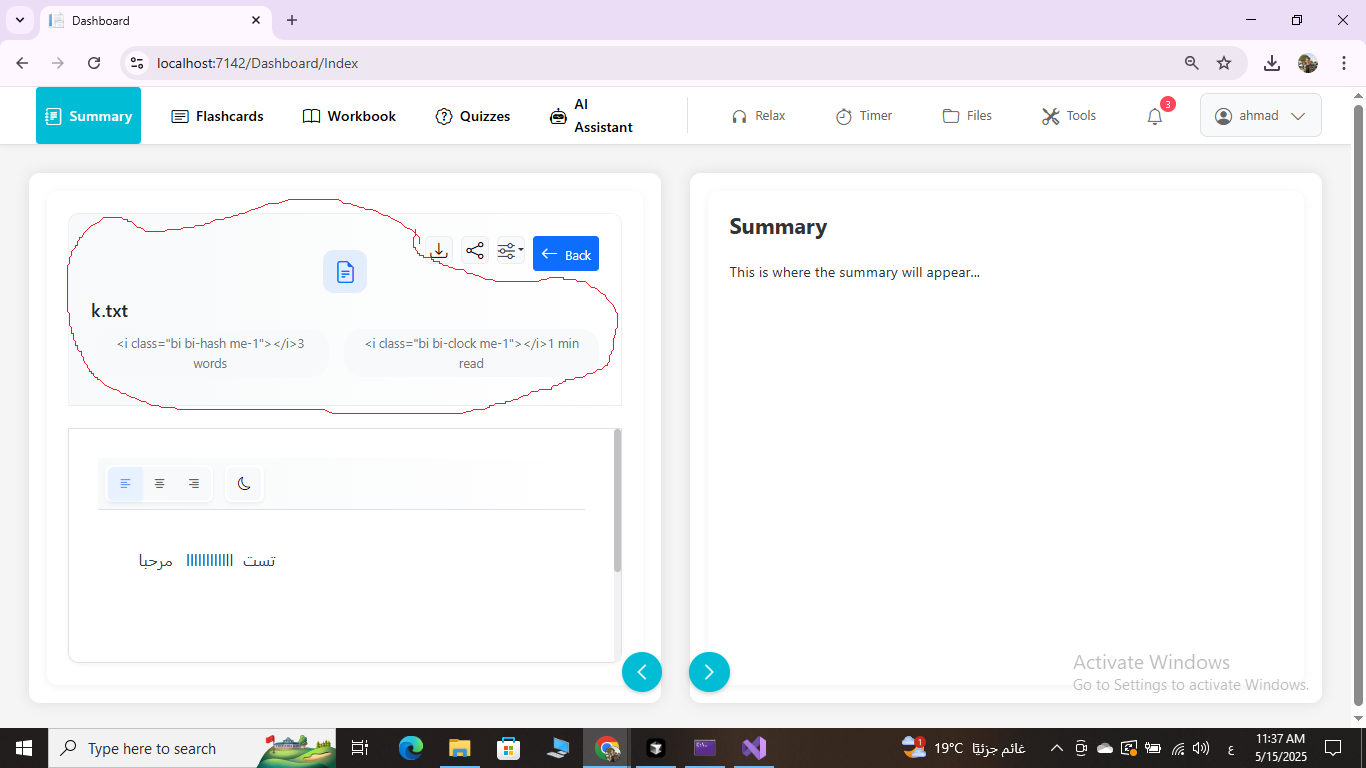 Dashboard
localhost:7142/Dashboard/Index
Summary
Flashcards
Workbook
Quizzes
AI
Assistant
Relax
Timer
Files
Tools
3
ahmad
Back
k.txt
<i class="bi bi-hash me-1"></i>3
words
<i class="bi bi-clock me-1"></i>1 min
read
تست اااااااااااا مرحبا
Summary
This is where the summary will appear...
Activate Windows
Go to Settings to activate Windows.
Type here to search
1
19°C غائم جزئيًا
ع
11:37 AM
5/15/2025